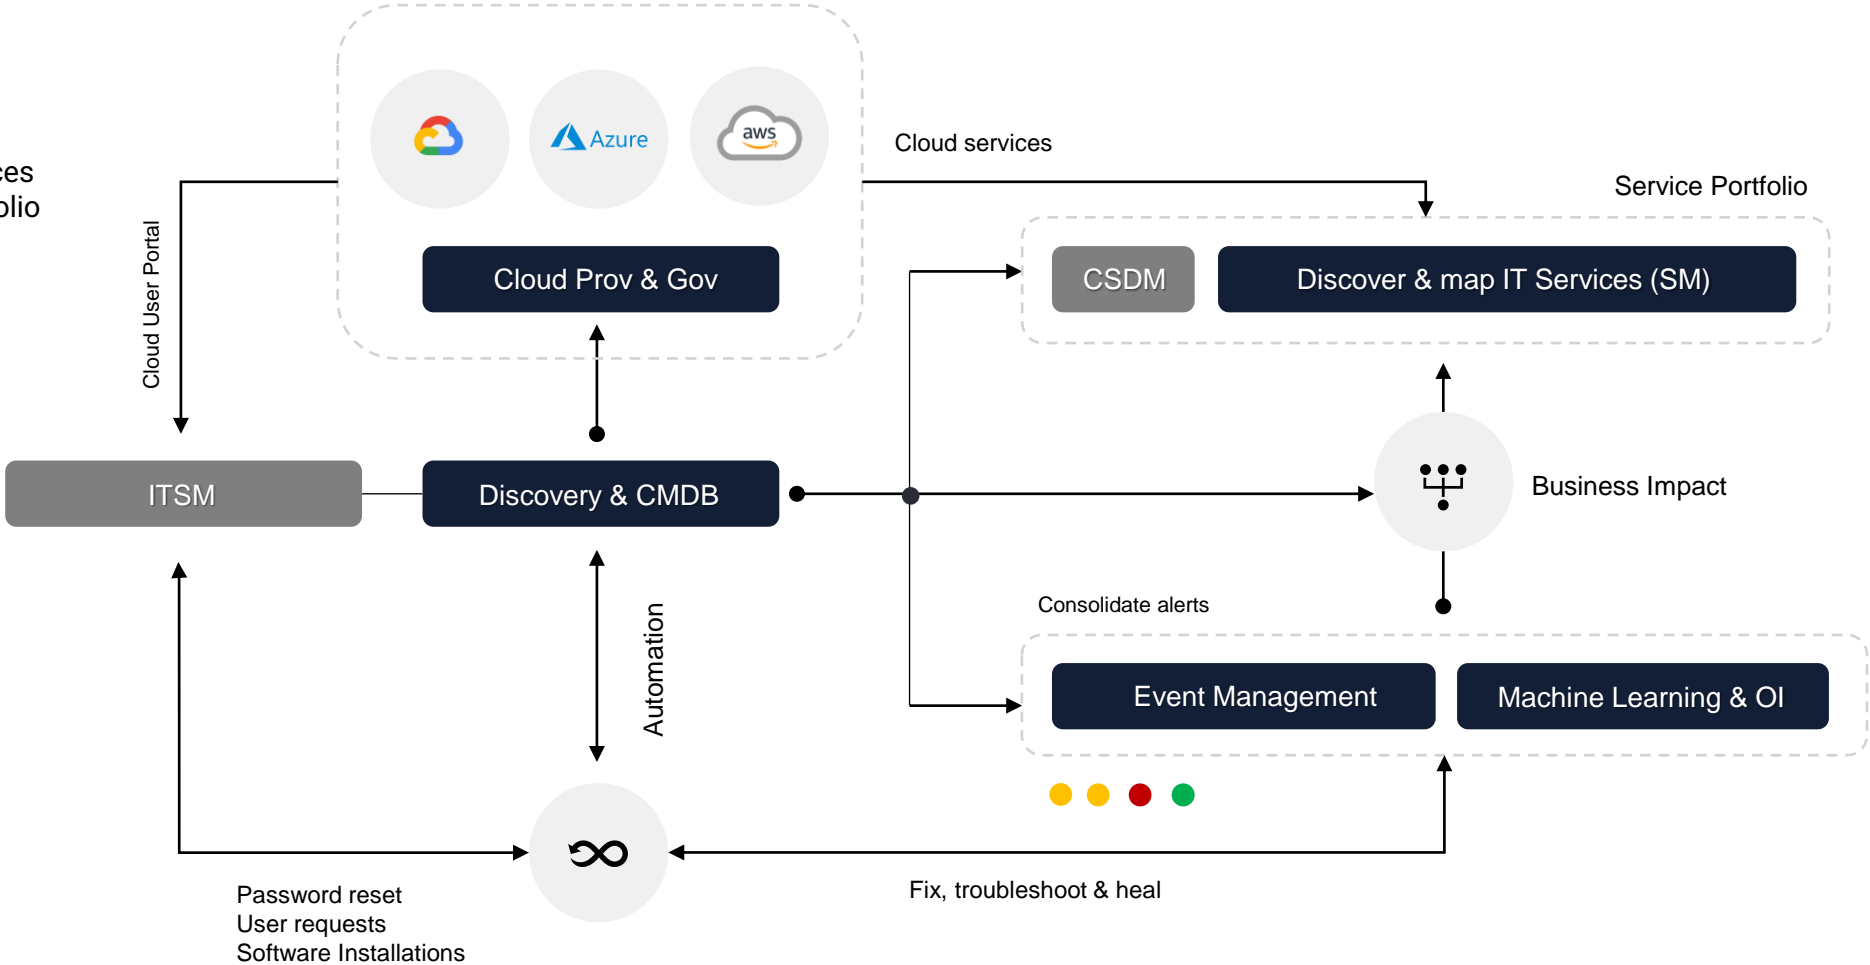 Azure
aws
Cloud services
Service Portfolio
Cloud User Portal
Cloud Prov & Gov
CSDM
Discover & map IT Services (SM)
ITSM
Discovery & CMDB
Business Impact
Automation
Consolidate alerts
Event Management
Machine Learning & OI
Fix, troubleshoot & heal
Password reset
User requests
Software Installations